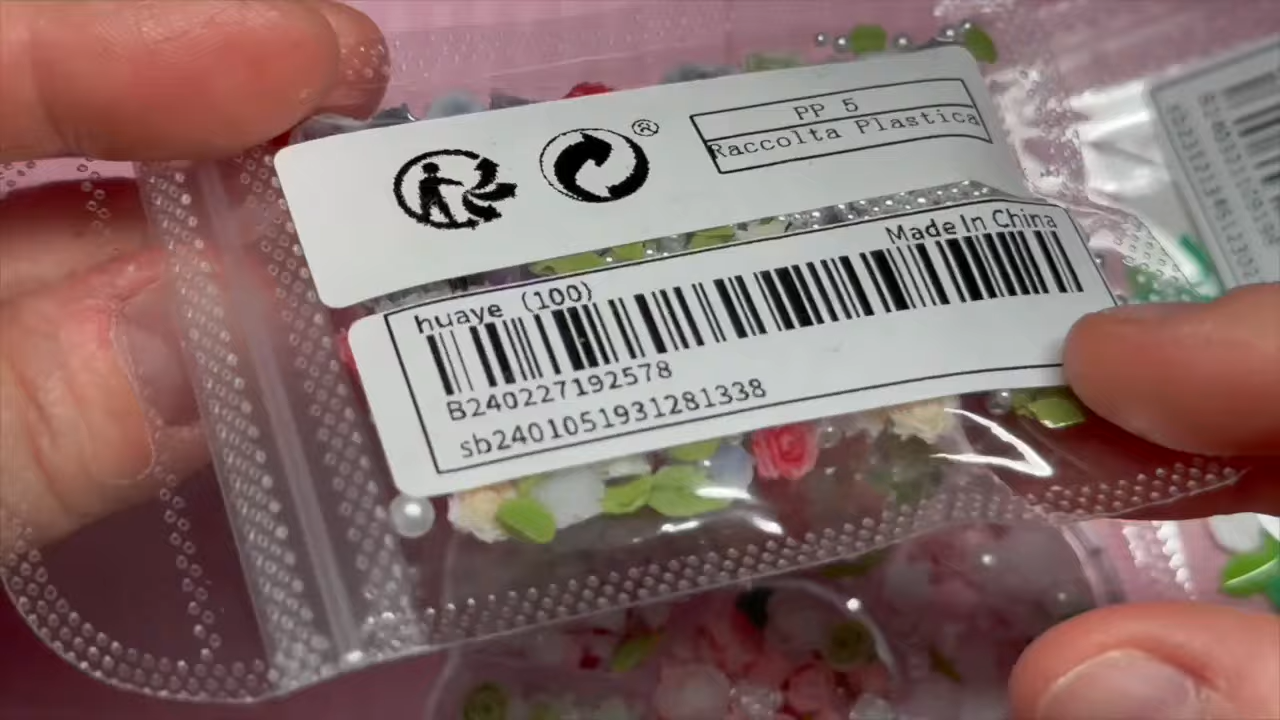 ®
PP 5
Raccolta Plastica
Made In China
huaye (100)
B240227192578
sb2401051931281338